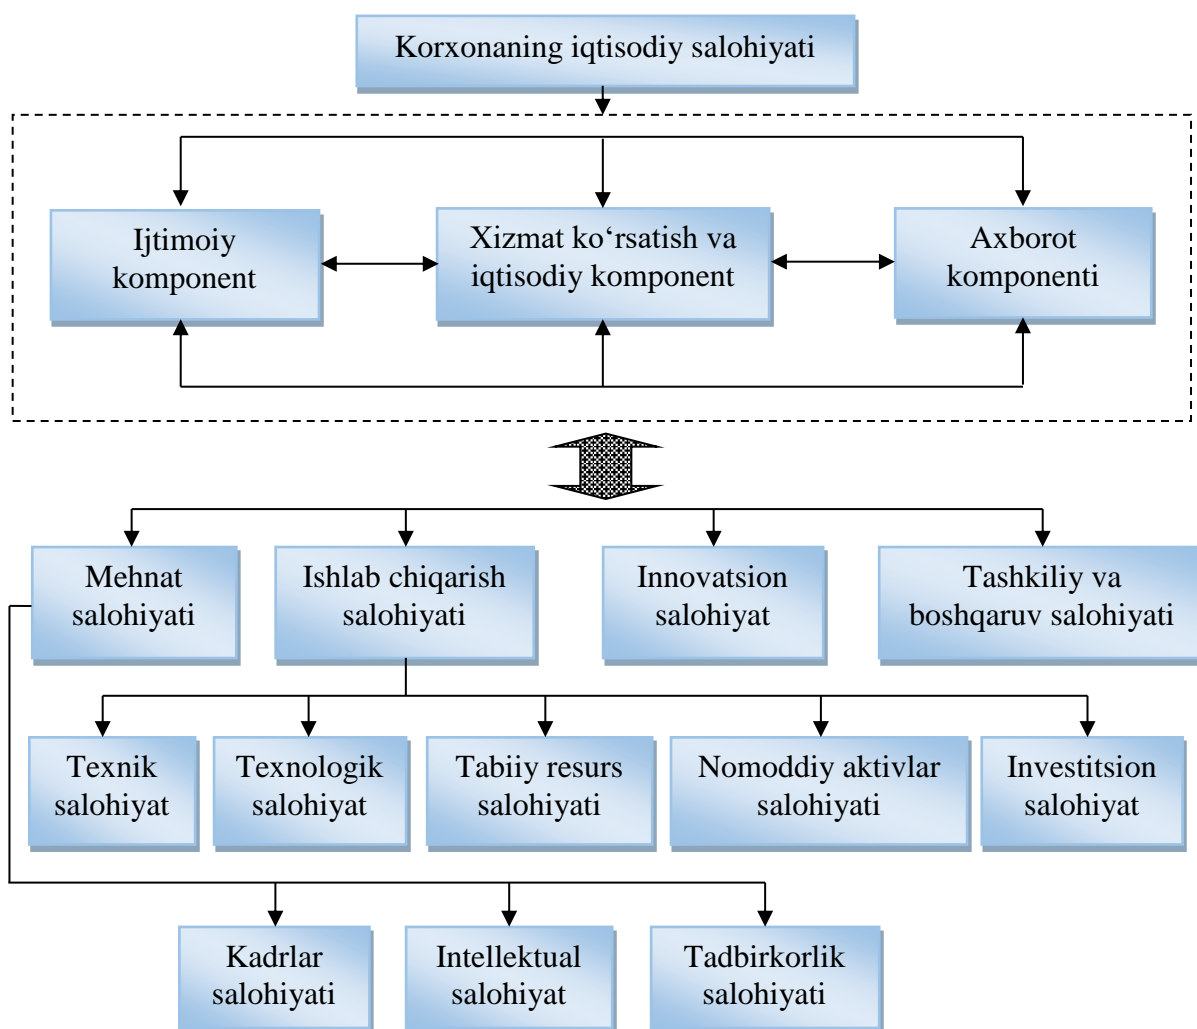 Korxonaning iqtisodiy salohiyati
Ijtimoiy
komponent
Xizmat ko‘rsatish va
iqtisodiy komponent
Axborot
komponenti
Mehnat
salohiyati
Ishlab chiqarish
salohiyati
Innovatsion
salohiyat
Tashkiliy va
boshqaruv salohiyati
Texnik
salohiyat
Texnologik
salohiyat
Tabiiy resurs
salohiyati
Nomoddiy aktivlar
salohiyati
Investitsion
salohiyat
Kadrlar
salohiyati
Intellektual
salohiyat
Tadbirkorlik
salohiyati